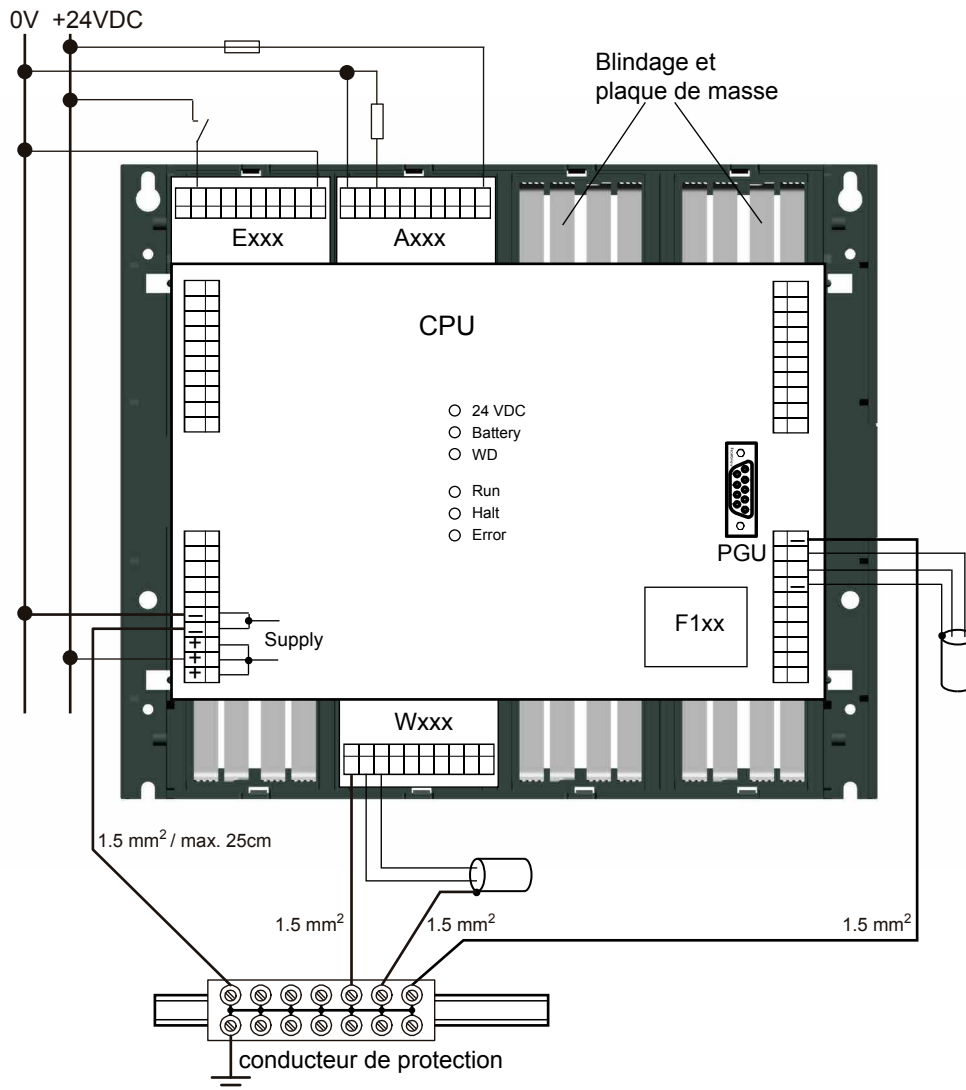 0V +24VDC
Blindage et
plaque de masse
Exxx
Axxx
CPU
24 VDC
Battery
WD
Run
Halt
Error
PGU
F1xx
Supply
Wxxx
1.5 mm² / max. 25cm
1.5 mm²
1.5 mm²
1.5 mm²
conducteur de protection